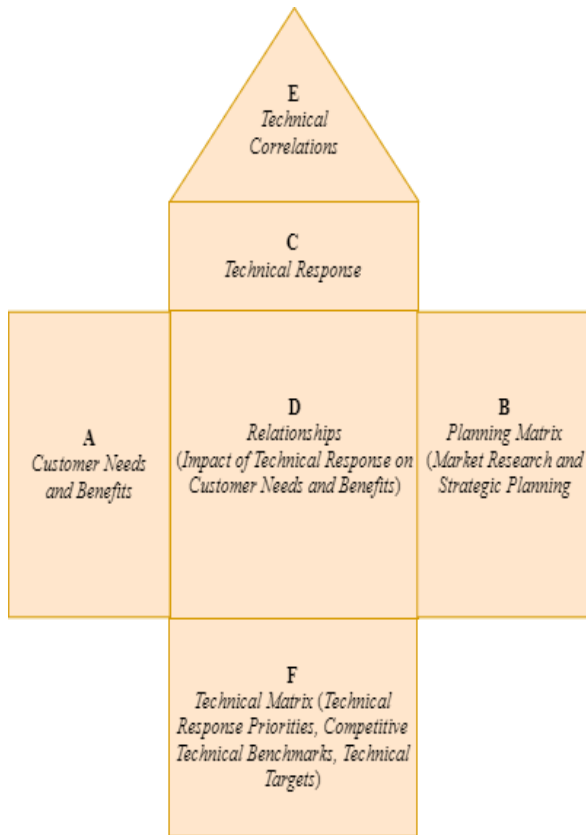 E
Technical
Correlations
C
Technical Response
A
Customer Needs
and Benefits
D
Relationships
(Impact of Technical Response on
Customer Needs and Benefits)
B
Planning Matrix
(Market Research and
Strategic Planning
F
Technical Matrix (Technical
Response Priorities, Competitive
Technical Benchmarks, Technical
Targets)